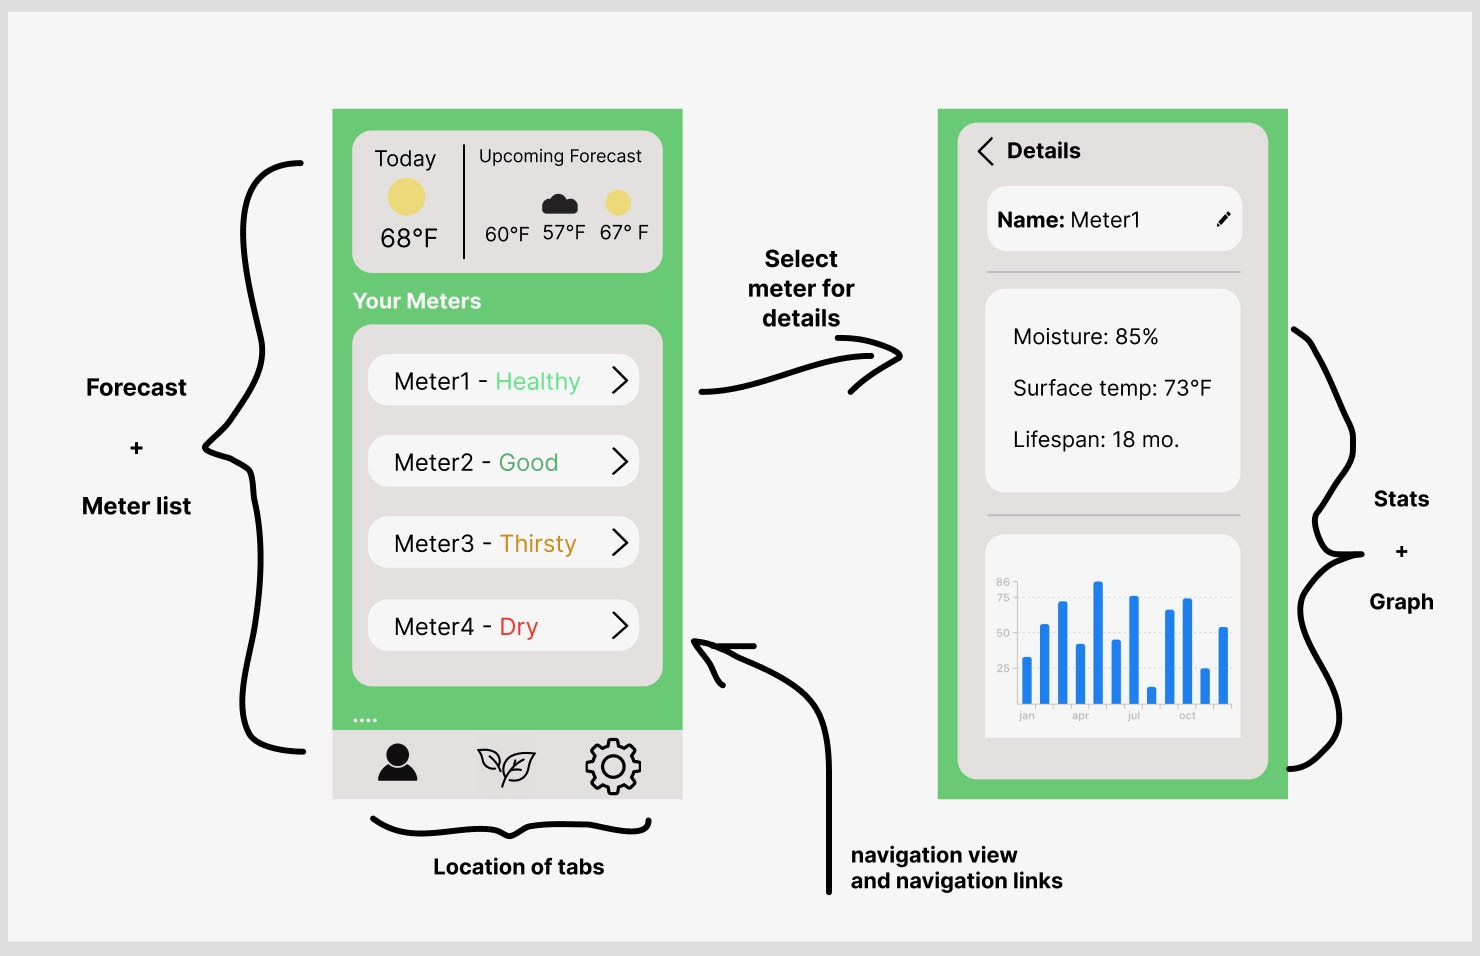 Forecast
+
Meter list
Today
68°F
Upcoming Forecast
60°F 57°F 67° F
Your Meters
Meter1 - Healthy
Meter2 - Good
Meter3 - Thirsty
Meter4 - Dry
....
Location of tabs
Select
meter for
details
navigation view
and navigation links
Details
Name: Meter1
Moisture: 85%
Surface temp: 73°F
Lifespan: 18 mo.
86
75
50
25
jan apr jul oct
Stats
+
Graph